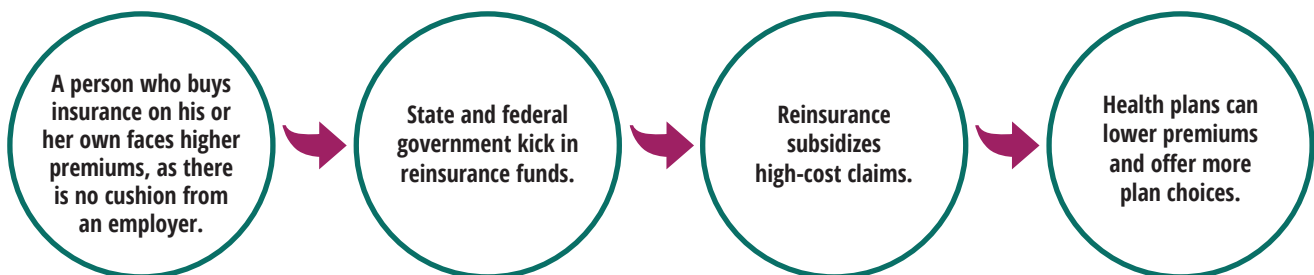 A person who buys
insurance on his or
her own faces higher
premiums, as there
is no cushion from
an employer.
State and federal
government kick in
reinsurance funds.
Reinsurance
subsidizes
high-cost claims.
Health plans can
lower premiums
and offer more
plan choices.